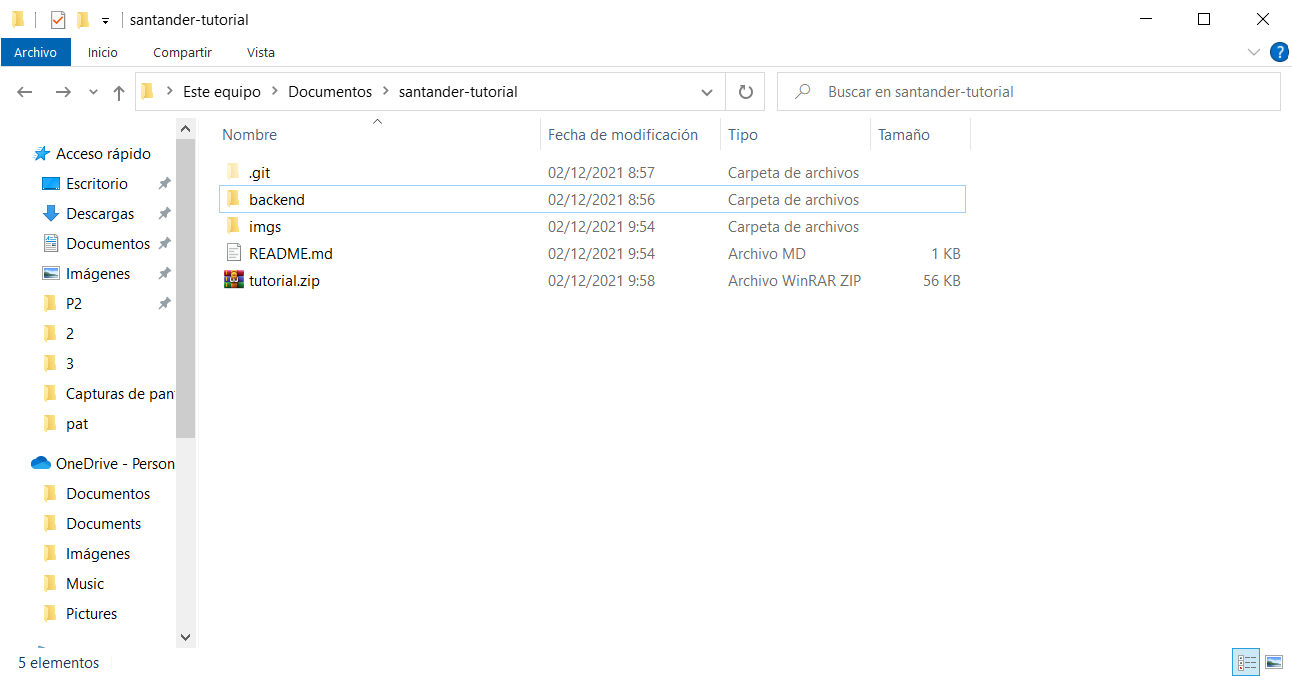 santander-tutorial
Archivo Inicio Compartir Vista ?
Este equipo Documentos santander-tutorial Buscar en santander-tutorial
Nombre Fecha de modificación Tipo Tamaño
Acceso rápido
Escritorio
Descargas
Documentos
Imágenes
P2
2
3
Capturas de pan
pat
OneDrive - Person
Documentos
Documents
Imágenes
Music
Pictures
.git 02/12/2021 8:57 Carpeta de archivos
backend 02/12/2021 8:56 Carpeta de archivos
imgs 02/12/2021 9:54 Carpeta de archivos
README.md 02/12/2021 9:54 Archivo MD 1 KB
tutorial.zip 02/12/2021 9:58 Archivo WinRAR ZIP 56 KB
5 elementos